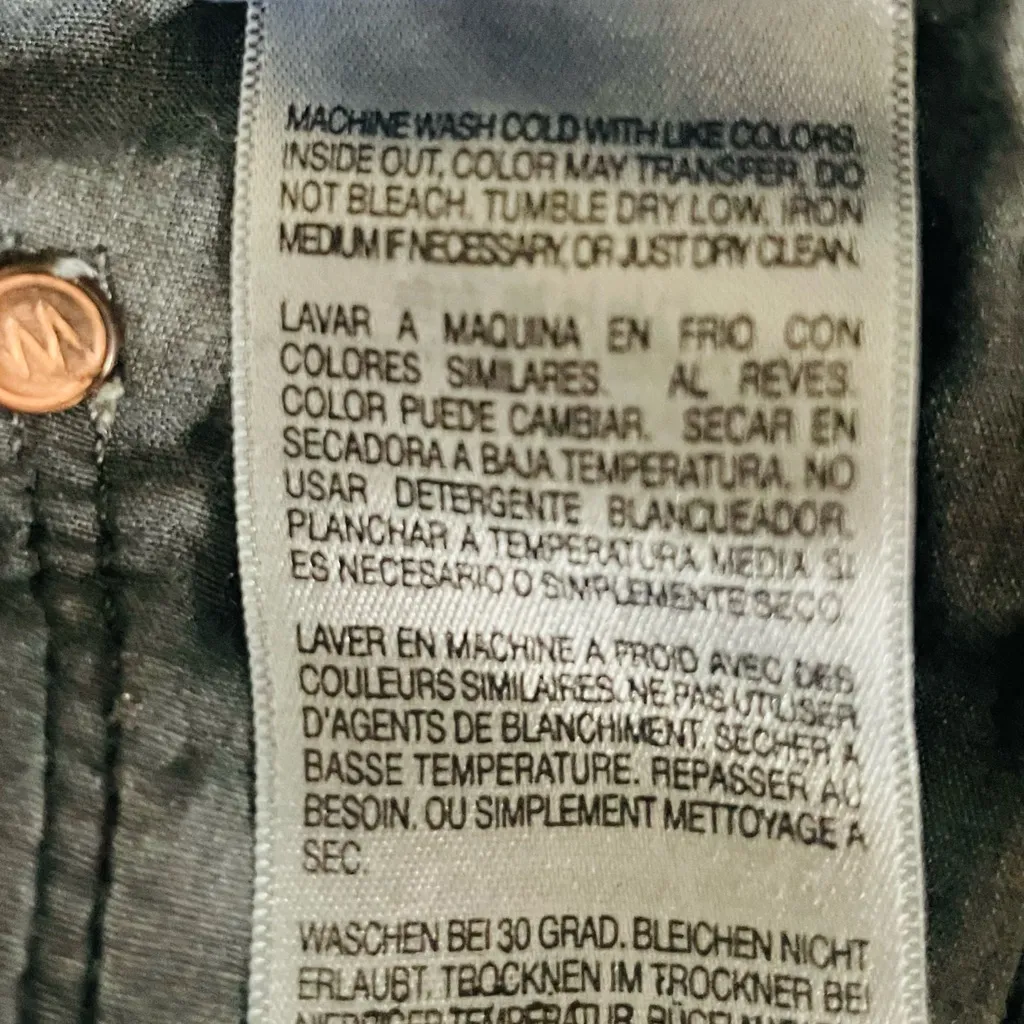 M
MACHINE WASH COLD WITH LIKE COLORS.
INSIDE OUT, COLOR MAY TRANSFER. DO
NOT BLEACH. TUMBLE DRY LOW. IRON
MEDIUM IF NECESSARY, OR JUST DRY CLEAN.
LAVAR A MAQUINA EN FRIO CON
COLORES SIMILARES. AL REVES.
COLOR PUEDE CAMBIAR. SECAR EN
SECADORA A BAJA TEMPERATURA. NO
USAR DETERGENTE BLANQUEADOR.
PLANCHAR A TEMPERATURA MEDIA SI
ES NECESARIO O SIMPLEMENTE SECO.
LAVER EN MACHINE A FROID AVEC DES
COULEURS SIMILAIRES. NE PAS UTILISER
D'AGENTS DE BLANCHIMENT. SECHER A
BASSE TEMPERATURE. REPASSER AU
BESOIN. OU SIMPLEMENT METTOYAGE A
SEC.
WASCHEN BEI 30 GRAD. BLEICHEN NICHT
ERLAUBT. TROCKNEN IM TROCKNER BEI
NIEDRIGER TEMPERATUR.